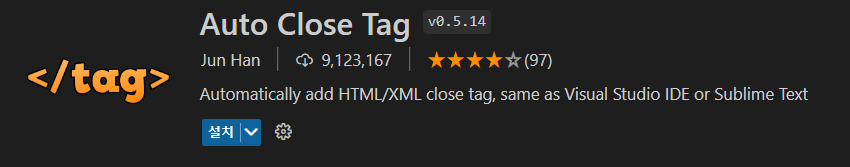 Auto Close Tag v0.5.14
Jun Han 9,123,167 (97)
</tag>
Automatically add HTML/XML close tag, same as Visual Studio IDE or Sublime Text
설치